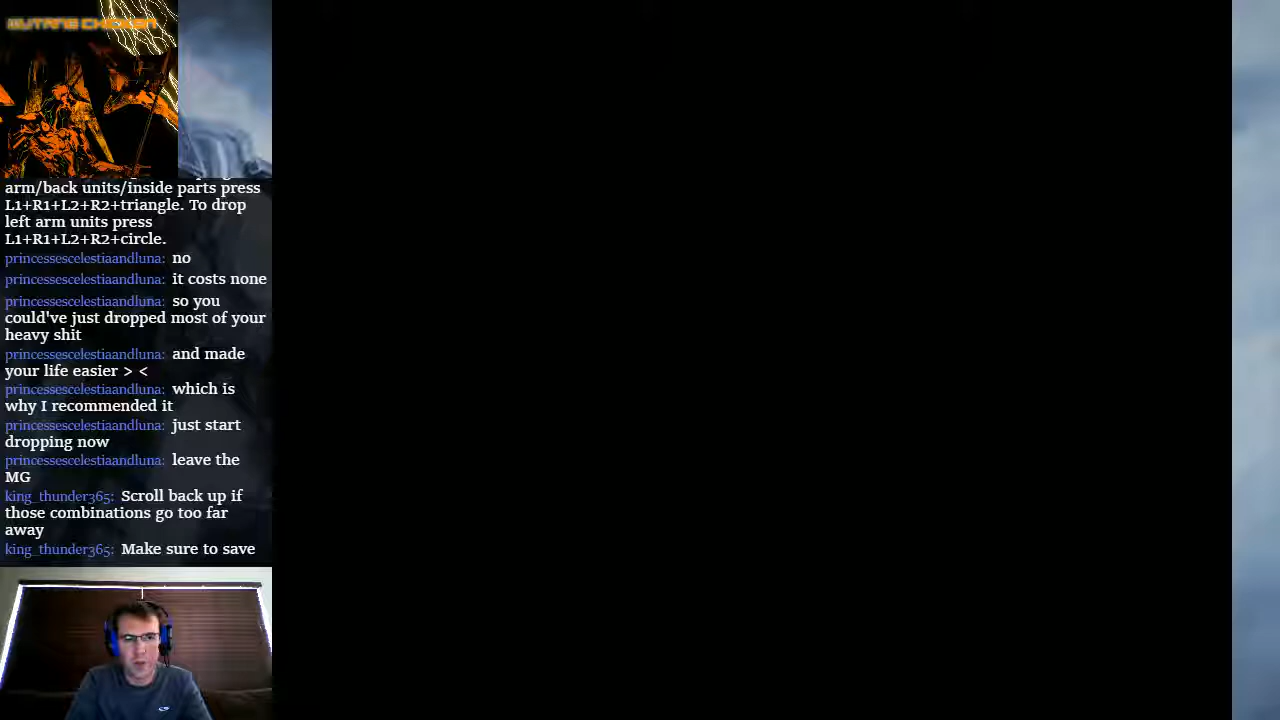 MUTANT CHICKEN
arm/back units/inside parts press
L1+R1+L2+R2+triangle. To drop
left arm units press
L1+R1+L2+R2+circle.
princessescelestiaandluna: no
princessescelestiaandluna: it costs none
princessescelestiaandluna: so you
could've just dropped most of your
heavy shit
princessescelestiaandluna: and made
your life easier > <
princessescelestiaandluna: which is
why I recommended it
princessescelestiaandluna: just start
dropping now
princessescelestiaandluna: leave the
MG
king_thunder365: Scroll back up if
those combinations go too far
away
king_thunder365: Make sure to save